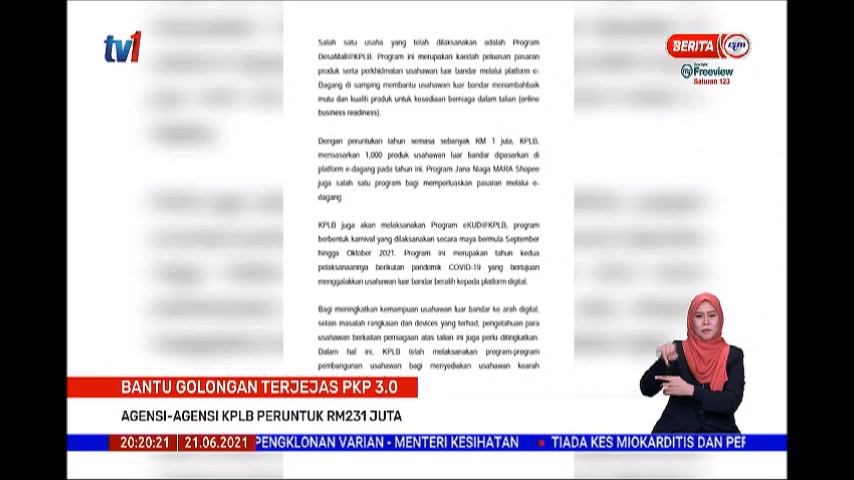 tv1
BERITA rtm
Freeview
Saluran 123
Salah satu usaha yang telah dilaksanakan adalah Program
DesaMall@KPLB. Program ini merupakan kaedah peluasan pasaran
produk serta perkhidmatan usahawan luar bandar melalui platform e-
Dagang di samping membantu usahawan luar bandar menambahbaik
mutu dan kualiti produk untuk kesediaan berniaga dalam talian (online
business readiness).
Dengan peruntukan tahun semasa sebanyak RM 1 juta, KPLB,
mensasarkan 1,000 produk usahawan luar bandar dipasarkan di
platform e-dagang pada tahun ini. Program Jana Niaga MARA Shopee
juga salah satu program bagi memperluaskan pasaran melalui e-
dagang.
KPLB juga akan melaksanakan Program eKUD@KPLB, program
berbentuk karnival yang dilaksanakan secara maya bermula September
hingga Oktober 2021. Program ini merupakan tahun kedua
pelaksanaannya berikutan pandemik COVID-19 yang bertujuan
menggalakkan usahawan luar bandar beralih kepada platform digital.
Bagi meningkatkan kemampuan usahawan luar bandar ke arah digital,
selain masalah rangkaian dan devices yang terhad, pengetahuan para
usahawan berkaitan perniagaan atas talian ini juga perlu ditingkatkan.
Dalam hal ini, KPLB telah melaksanakan program-program
pembangunan usahawan bagi menyediakan usahawan kearah
BANTU GOLONGAN TERJEJAS PKP 3.0
AGENSI-AGENSI KPLB PERUNTUK RM231 JUTA
20:20:21 21.06.2021 PENGKLONAN VARIAN - MENTERI KESIHATAN • TIADA KES MIOKARDITIS DAN PER